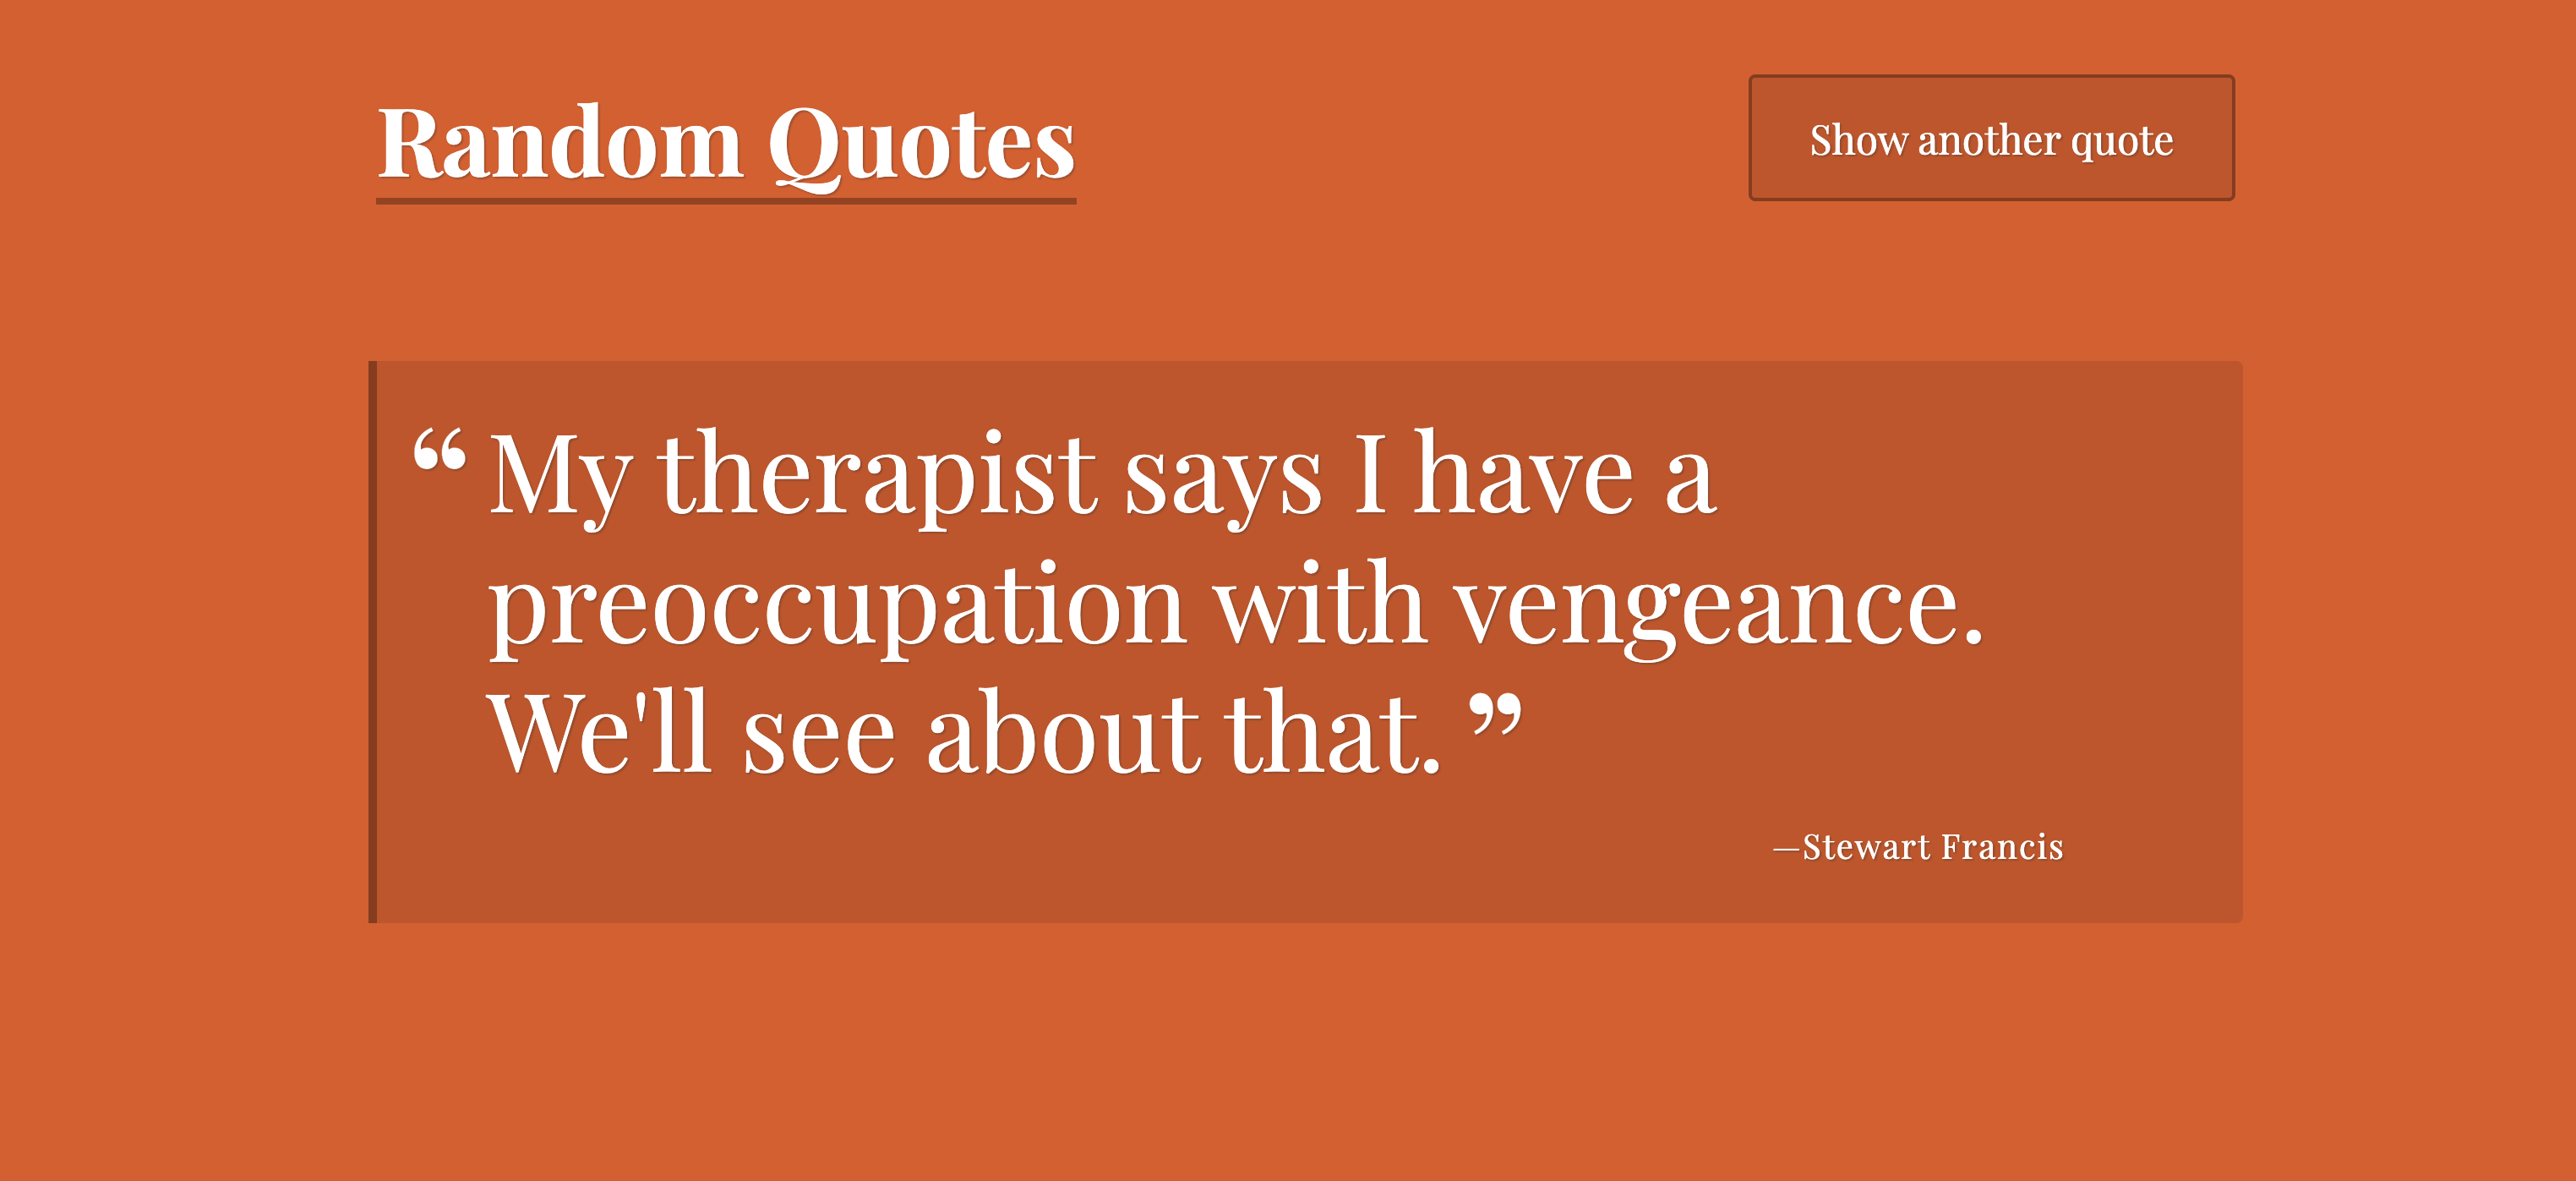 Random Quotes
Show another quote
“My therapist says I have a
preoccupation with vengeance.
We'll see about that.”
—Stewart Francis